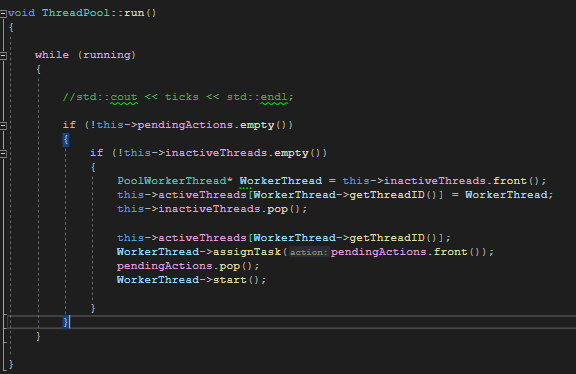 void ThreadPool::run()
{
while (running)
{
//std::cout << ticks << std::endl;
if (!this->pendingActions.empty())
{
if (!this->inactiveThreads.empty())
{
PoolWorkerThread* WorkerThread = this->inactiveThreads.front();
this->activeThreads[WorkerThread->getThreadID()] = WorkerThread;
this->inactiveThreads.pop();
this->activeThreads[WorkerThread->getThreadID()];
WorkerThread->assignTask(action: pendingActions.front());
pendingActions.pop();
WorkerThread->start();
}
}
}
}